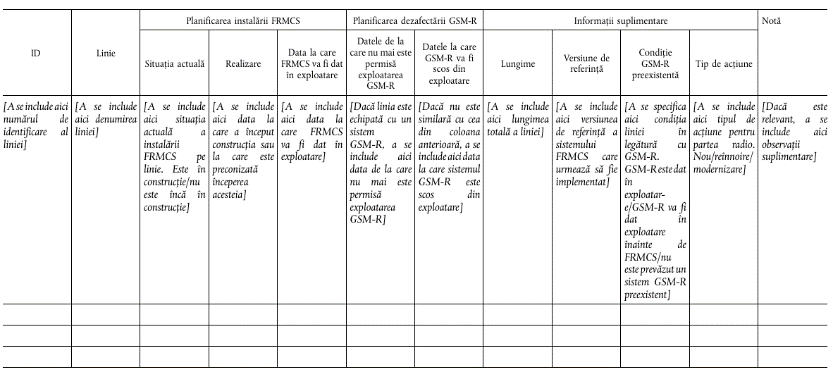 Planificarea instalării FRMCS
Planificarea dezafectării GSM-R
Informații suplimentare
Notă
ID
Linie
Situația actuală
Realizare
Data la care
FRMCS va fi dat
în exploatare
Datele de la
care nu mai este
permisă
exploatarea
GSM-R
Datele la care
GSM-R va fi
scos din
exploatare
Lungime
Versiune de
referință
Condiție
GSM-R
preexistentă
Tip de acțiune
[A se include aici
numărul de
identificare al
liniei]
[A se include
aici denumirea
liniei]
[A se include
aici situația
actuală a
instalării
FRMCS pe
linie. Este în
construcție/nu
este încă în
construcție]
[A se include
aici data la
care a început
construcția sau
la care este
preconizată
începerea
acesteia]
[A se include
aici data la
care FRMCS
va fi dat în
exploatare]
[Dacă linia este
echipată cu un
sistem
GSM-R, a se
include aici
data de la care
nu mai este
permisă
exploatarea
GSM-R]
[Dacă nu este
similară cu cea
din coloana
anterioară, a se
include aici data
la care sistemul
GSM-R este
scos din
exploatare]
[A se include
aici lungimea
totală a liniei]
[A se include
aici versiunea
de referință a
sistemului
FRMCS care
urmează să fie
implementat]
[A se specifica
aici condiția
liniei în
legătură cu
GSM-R.
GSM-R este dat
în
exploatar-
e/GSM-R va fi
dat în
exploatare
înainte de
FRMCS/nu
este prevăzut un
sistem GSM-R
preexistent]
[A se include
aici tipul de
acțiune pentru
partea radio.
Nou/reînnoire/
modernizare]
[Dacă este
relevant, a se
include aici
observații
suplimentare]